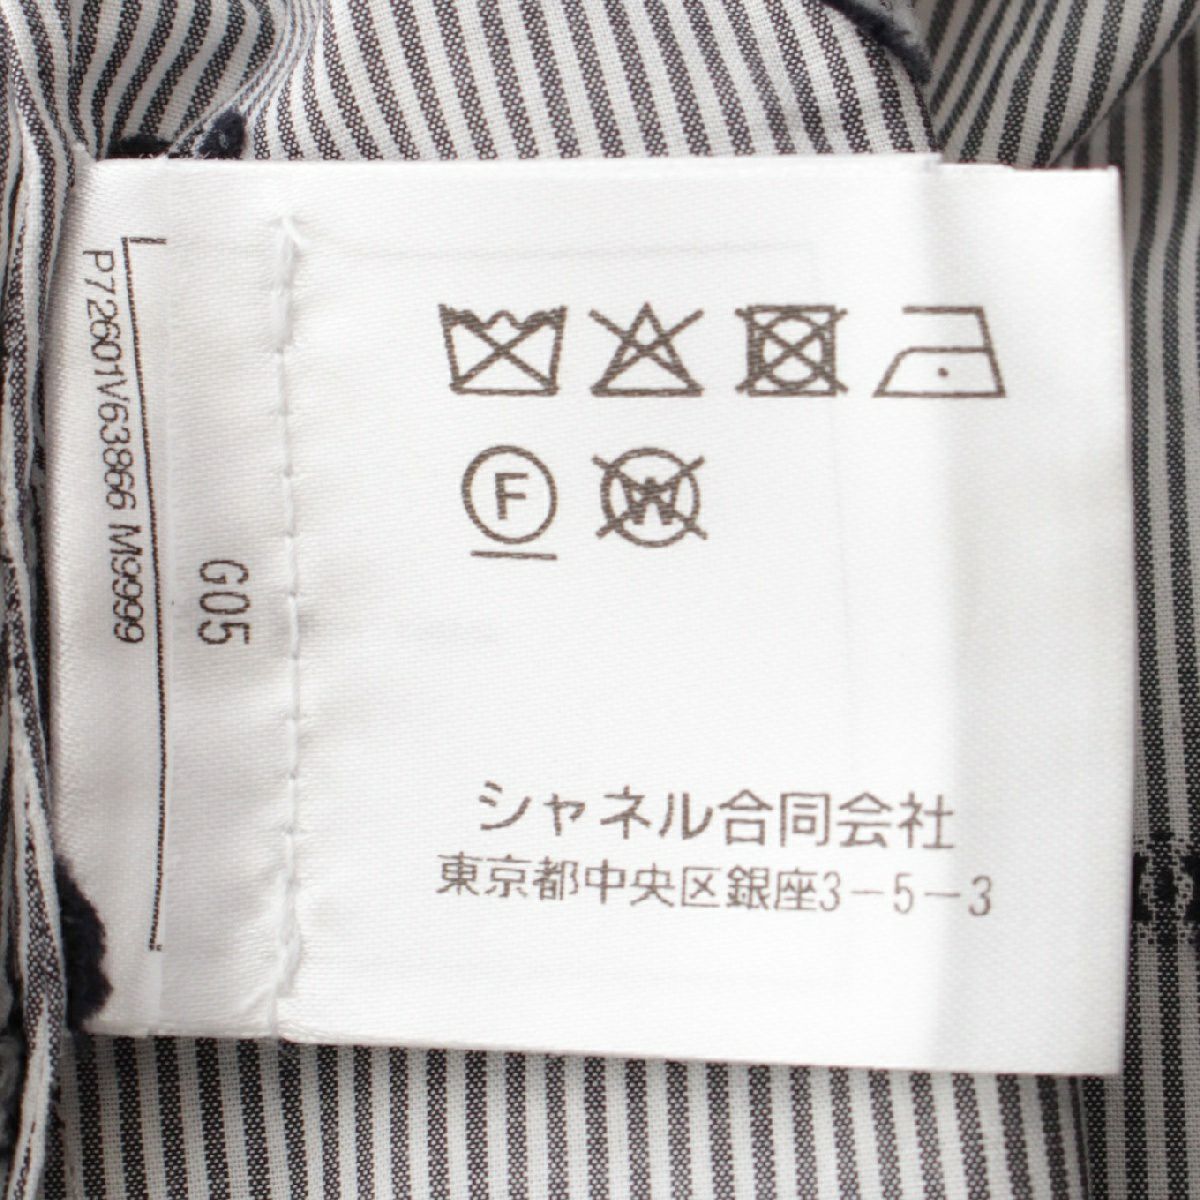 P72601V63866 M9999
G05
F
W
シャネル合同会社
東京都中央区銀座3-5-3